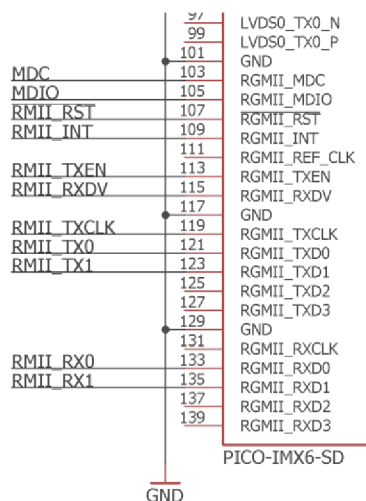 97 LVDS0_TX0_N
99 LVDS0_TX0_P
101 GND
MDC 103 RGMII_MDC
MDIO 105 RGMII_MDIO
RMII_RST 107 RGMII_RST
RMII_INT 109 RGMII_INT
111 RGMII_REF_CLK
RMII_TXEN 113 RGMII_TXEN
RMII_RXDV 115 RGMII_RXDV
117 GND
RMII_TXCLK 119 RGMII_TXCLK
RMII_TX0 121 RGMII_TXD0
RMII_TX1 123 RGMII_TXD1
125 RGMII_TXD2
127 RGMII_TXD3
129 GND
131 RGMII_RXCLK
RMII_RX0 133 RGMII_RXD0
RMII_RX1 135 RGMII_RXD1
137 RGMII_RXD2
139 RGMII_RXD3
PICO-IMX6-SD
GND